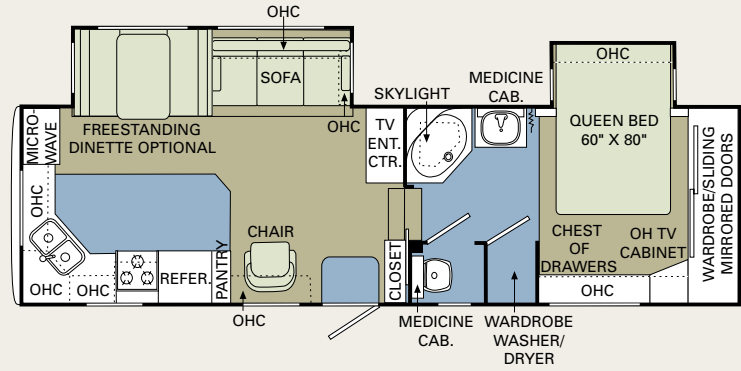 OHC
OHC
SOFA
MEDICINE
CAB.
SKYLIGHT
QUEEN BED
60" X 80"
MICRO-
WAVE
FREESTANDING
DINETTE OPTIONAL
OHC
TV
ENT.
CTR.
WARDROBE/SLIDING
MIRRORED DOORS
OHC
CHAIR
CHEST
OF
DRAWERS
OH TV
CABINET
PANTRY
REFER.
CLOSET
OHC
OHC
OHC
OHC
MEDICINE
CAB.
WARDROBE
WASHER/
DRYER